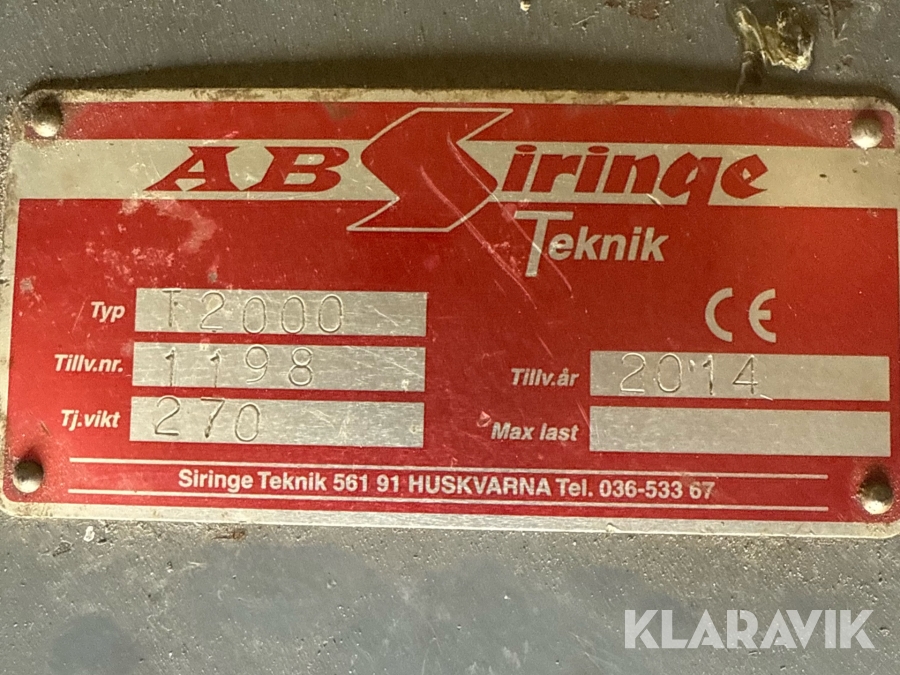 AB Siringe
Teknik
Typ T2000
CE
Tillv.nr. 1198
Tillv.år 2014
Tj.vikt 270
Max last
Siringe Teknik 561 91 HUSKVARNA Tel. 036-533 67
KLARAVIK